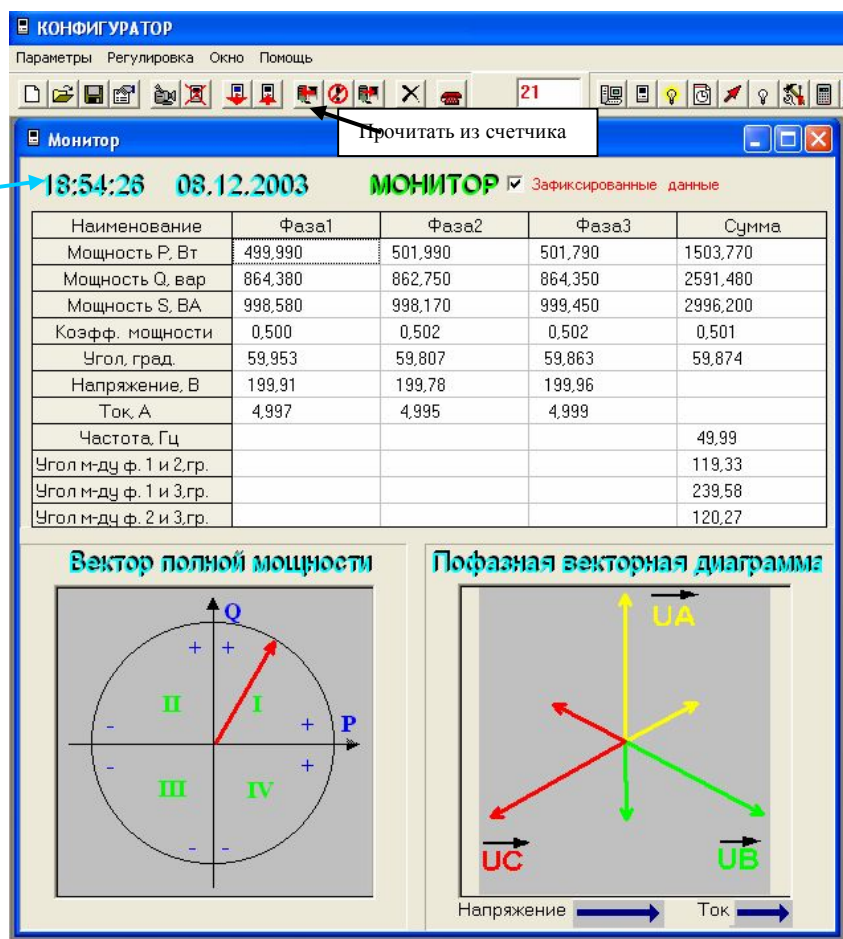 КОНФИГУРАТОР
Параметры Регулировка Окно Помощь
21
Прочитать из счетчика
Монитор
18:54:26 08.12.2003 МОНИТОР Зафиксированные данные
Наименование Фаза1 Фаза2 Фаза3 Сумма
Мощность P, Вт 499,990 501,990 501,790 1503,770
Мощность Q, вар 864,380 862,750 864,350 2591,480
Мощность S, ВА 998,580 998,170 999,450 2996,200
Коэфф. мощности 0,500 0,502 0,502 0,501
Угол, град. 59,953 59,807 59,863 59,874
Напряжение, В 199,91 199,78 199,96
Ток, А 4,997 4,995 4,999
Частота, Гц 49,99
Угол м-ду ф. 1 и 2,гр. 119,33
Угол м-ду ф. 1 и 3,гр. 239,58
Угол м-ду ф. 2 и 3,гр. 120,27
Вектор полной мощности
Q
+ +
II I
- + P
- +
III IV
- -
Пофазная векторная диаграмма
UA
UC UB
Напряжение Ток